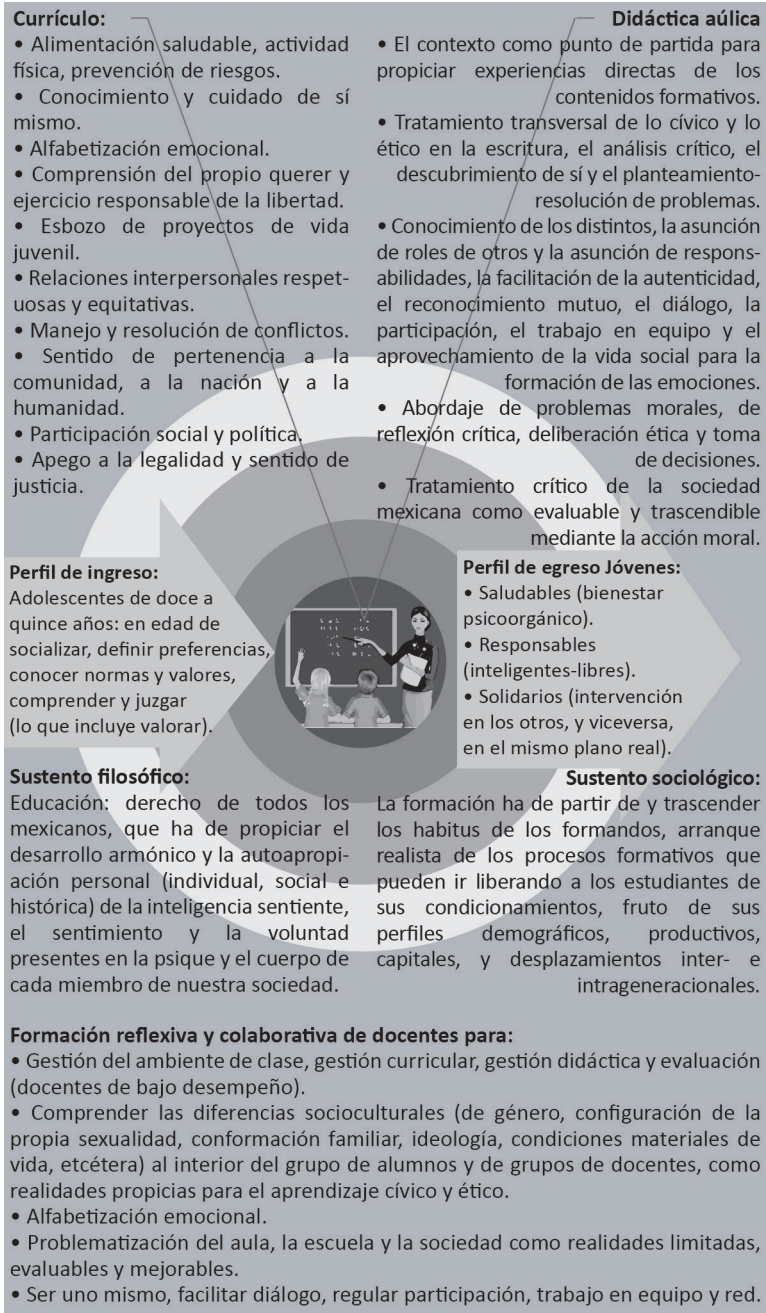 Currículo:
• Alimentación saludable, actividad
física, prevención de riesgos.
• Conocimiento y cuidado de sí
mismo.
• Alfabetización emocional.
• Comprensión del propio querer y
ejercicio responsable de la libertad.
• Esbozo de proyectos de vida
juvenil.
• Relaciones interpersonales respet-
uosas y equitativas.
• Manejo y resolución de conflictos.
• Sentido de pertenencia a la
comunidad, a la nación y a la
humanidad.
• Participación social y política.
• Apego a la legalidad y sentido de
justicia.
Didáctica aúlica
• El contexto como punto de partida para
propiciar experiencias directas de los
contenidos formativos.
• Tratamiento transversal de lo cívico y lo
ético en la escritura, el análisis crítico, el
descubrimiento de sí y el planteamiento-
resolución de problemas.
• Conocimiento de los distintos, la asunción
de roles de otros y la asunción de respons-
abilidades, la facilitación de la autenticidad,
el reconocimiento mutuo, el diálogo, la
participación, el trabajo en equipo y el
aprovechamiento de la vida social para la
formación de las emociones.
• Abordaje de problemas morales, de
reflexión crítica, deliberación ética y toma
de decisiones.
• Tratamiento crítico de la sociedad
mexicana como evaluable y trascendible
mediante la acción moral.
Perfil de ingreso:
Adolescentes de doce a
quince años: en edad de
socializar, definir preferencias,
conocer normas y valores,
comprender y juzgar
(lo que incluye valorar).
Perfil de egreso Jóvenes:
• Saludables (bienestar
psicoorgánico).
• Responsables
(inteligentes-libres).
• Solidarios (intervención
en los otros, y viceversa,
en el mismo plano real).
Sustento filosófico:
Educación: derecho de todos los
mexicanos, que ha de propiciar el
desarrollo armónico y la autoapropi-
ación personal (individual, social e
histórica) de la inteligencia sentiente,
el sentimiento y la voluntad
presentes en la psique y el cuerpo de
cada miembro de nuestra sociedad.
Sustento sociológico:
La formación ha de partir de y trascender
los habitus de los formandos, arranque
realista de los procesos formativos que
pueden ir liberando a los estudiantes de
sus condicionamientos, fruto de sus
perfiles demográficos, productivos,
capitales, y desplazamientos inter- e
intrageneracionales.
Formación reflexiva y colaborativa de docentes para:
• Gestión del ambiente de clase, gestión curricular, gestión didáctica y evaluación
(docentes de bajo desempeño).
• Comprender las diferencias socioculturales (de género, configuración de la
propia sexualidad, conformación familiar, ideología, condiciones materiales de
vida, etcétera) al interior del grupo de alumnos y de grupos de docentes, como
realidades propicias para el aprendizaje cívico y ético.
• Alfabetización emocional.
• Problematización del aula, la escuela y la sociedad como realidades limitadas,
evaluables y mejorables.
• Ser uno mismo, facilitar diálogo, regular participación, trabajo en equipo y red.